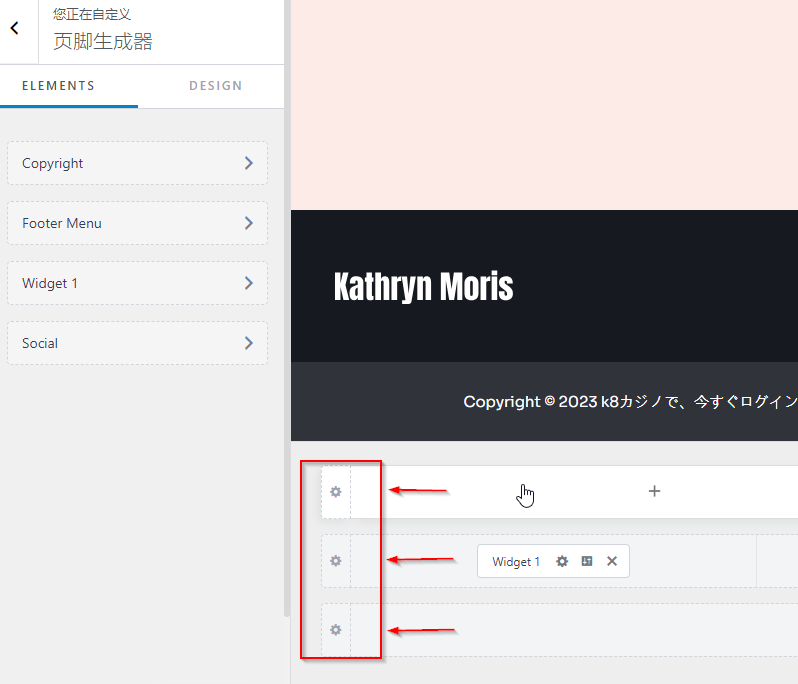 您正在自定义
页脚生成器
ELEMENTS
DESIGN
Copyright
Footer Menu
Widget 1
Social
Kathryn Moris
Copyright © 2023 k8カジノで、今すぐログイン
Widget 1